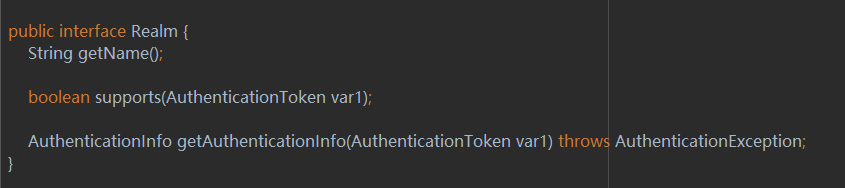 public interface Realm {
String getName();
boolean supports(AuthenticationToken var1);
AuthenticationInfo getAuthenticationInfo(AuthenticationToken var1) throws AuthenticationException;
}